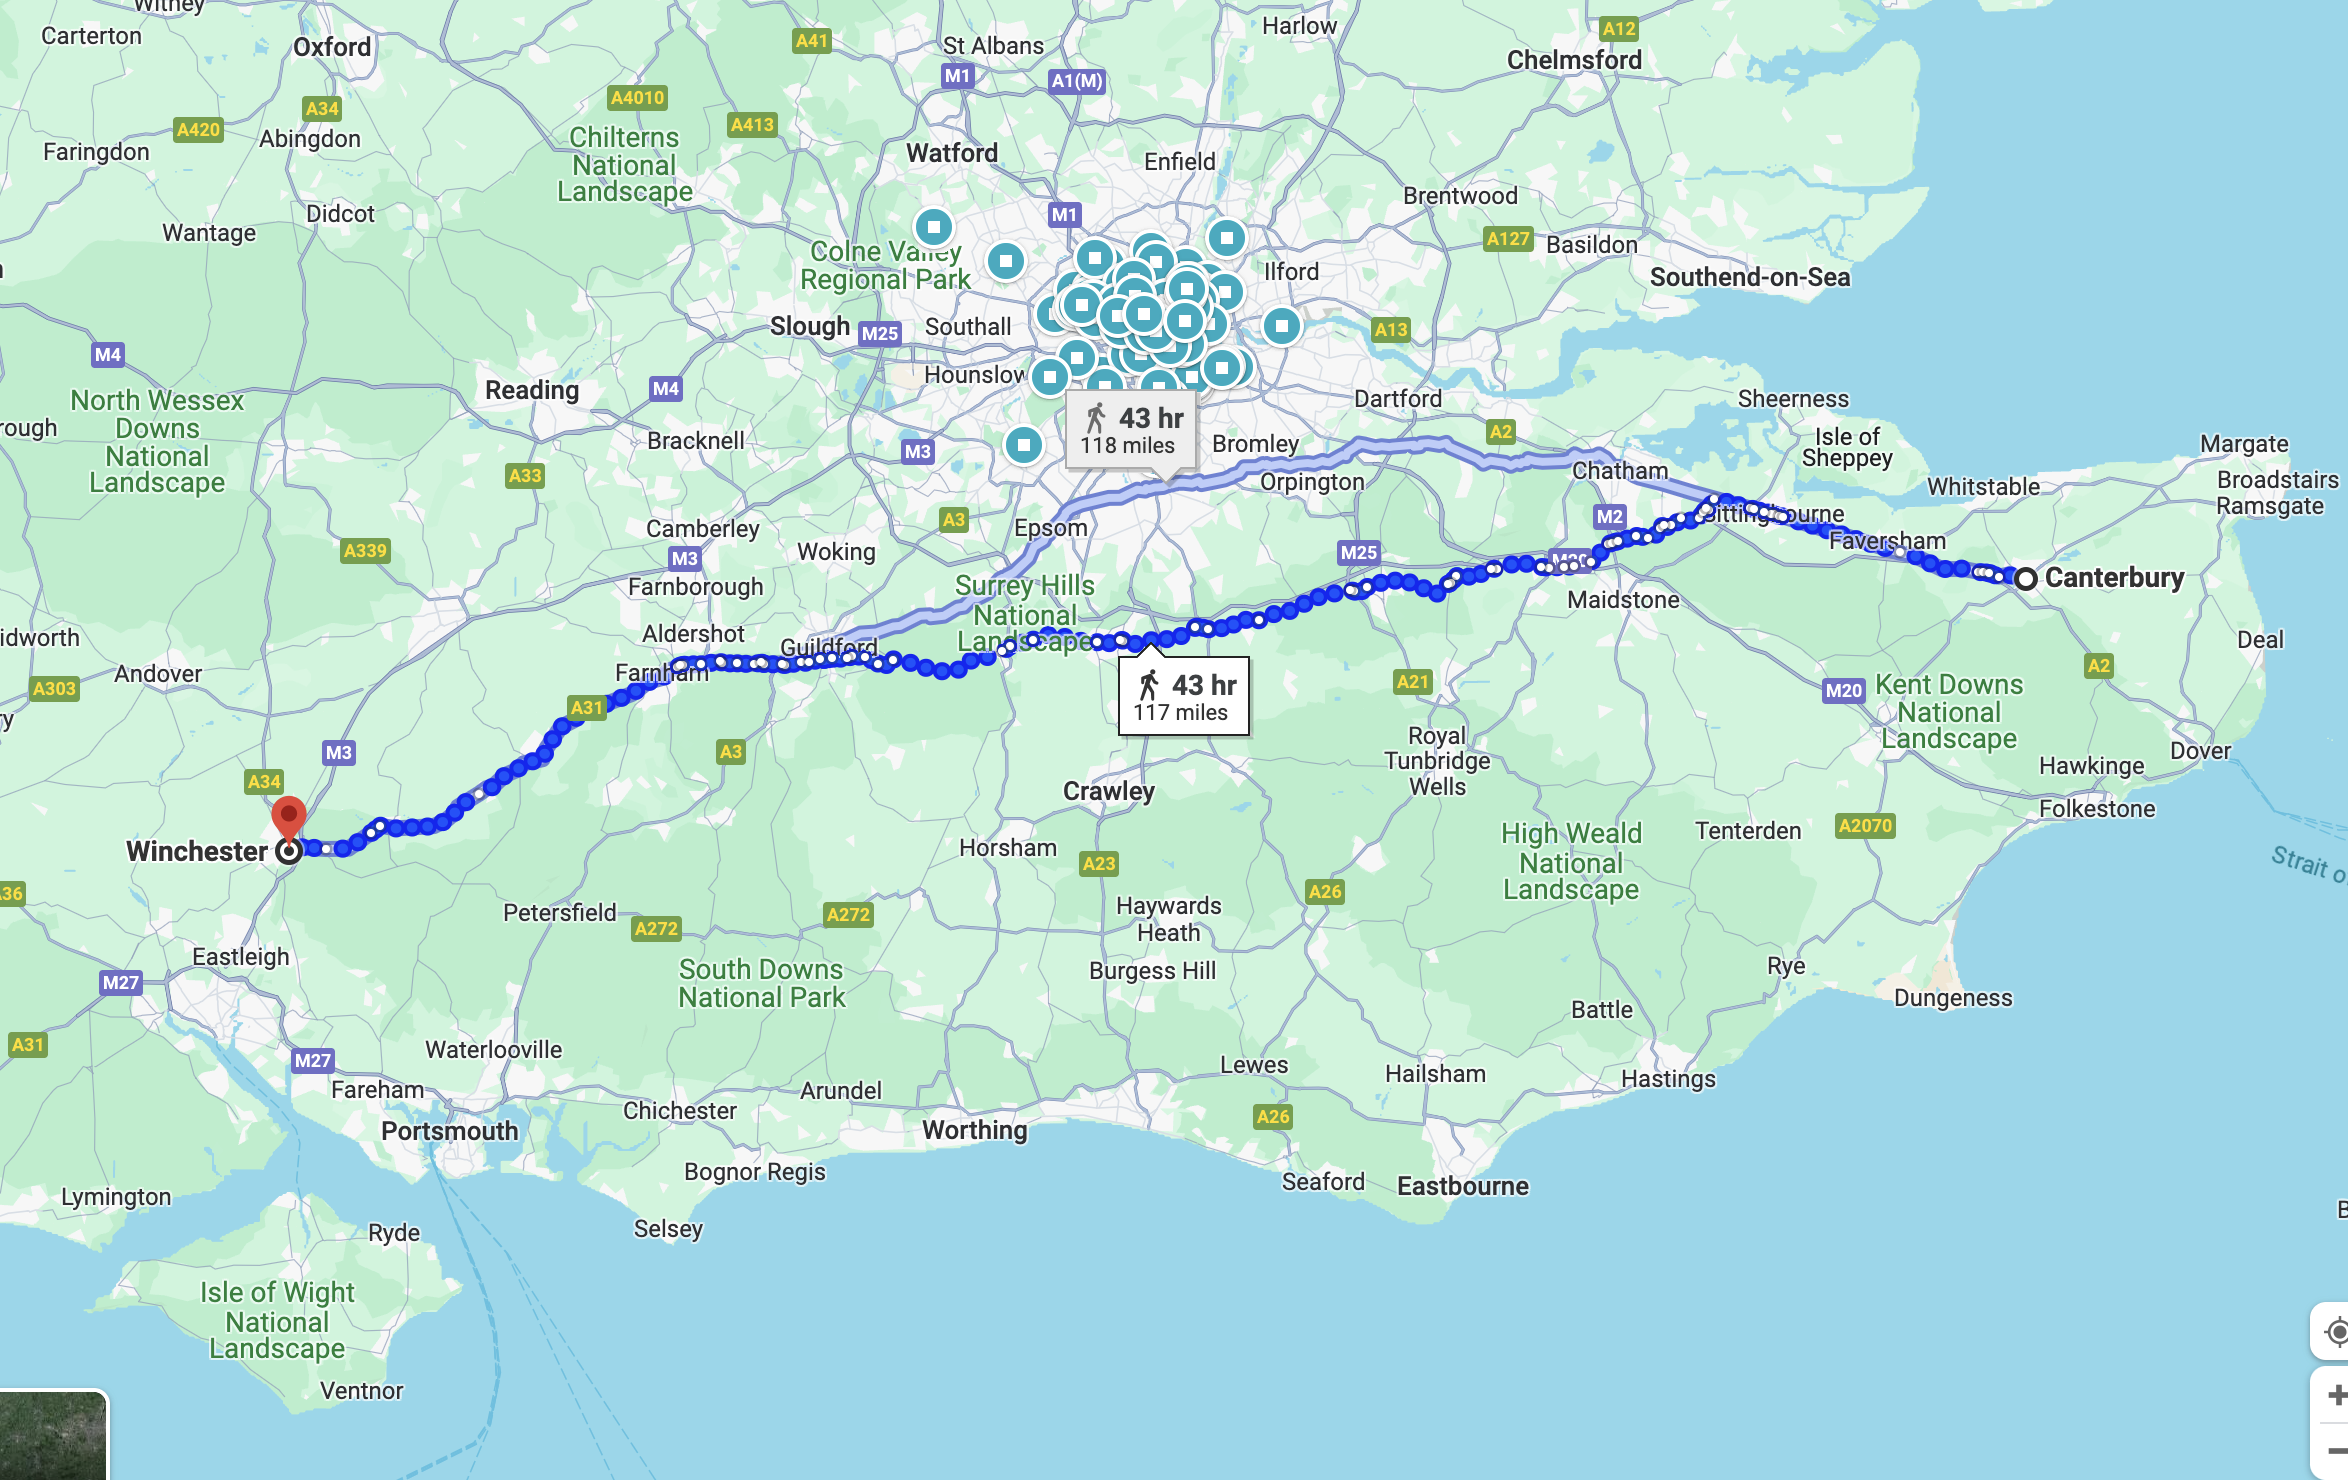 Witney
Carterton
Oxford
A41
St Albans
Harlow
A12
Chelmsford
M1
A1(M)
A34
A4010
A413
A420
Abingdon
Faringdon
Chilterns
National
Landscape
Watford
Enfield
Brentwood
Didcot
Wantage
M1
A127
Basildon
Colne Valley
Regional Park
Ilford
Southend-on-Sea
Slough
M25
Southall
A13
M4
Reading
M4
Hounslow
Dartford
Sheerness
North Wessex
Downs
National
Landscape
rough
43 hr
118 miles
Bracknell
M3
Bromley
A2
Isle of
Sheppey
Margate
A33
Orpington
Chatham
Whitstable
Broadstairs
Ramsgate
Camberley
A3
Epsom
M2
Sittingbourne
A339
M3
Woking
M25
M20
Faversham
Farnborough
Surrey Hills
National
Landscape
Maidstone
Canterbury
idworth
Aldershot
Guildford
Deal
Andover
Farnham
A303
A31
43 hr
117 miles
A21
M20
Kent Downs
National
Landscape
A2
ry
M3
A3
Royal
Tunbridge
Wells
Dover
A34
Crawley
Hawkinge
Folkestone
Winchester
Horsham
A23
High Weald
National
Landscape
Tenterden
A2070
Strait o
A36
Petersfield
A272
A272
Haywards
Heath
A26
Eastleigh
M27
South Downs
National Park
Burgess Hill
Rye
Dungeness
Battle
A31
M27
Waterlooville
Fareham
Chichester
Arundel
Lewes
Hailsham
Hastings
Portsmouth
Worthing
A26
Bognor Regis
Seaford
Eastbourne
Lymington
Ryde
Selsey
B
Isle of Wight
National
Landscape
Ventnor